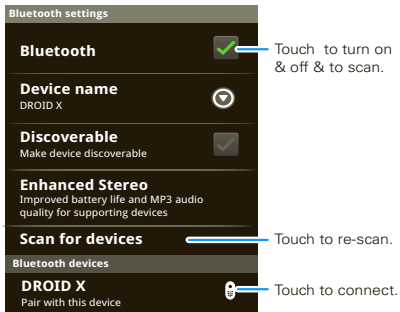 Bluetooth settings
Bluetooth
Touch to turn on
& off & to scan.
Device name
DROID X
Discoverable
Make device discoverable
Enhanced Stereo
Improved battery life and MP3 audio
quality for supporting devices
Scan for devices
Touch to re-scan.
Bluetooth devices
DROID X
Pair with this device
Touch to connect.